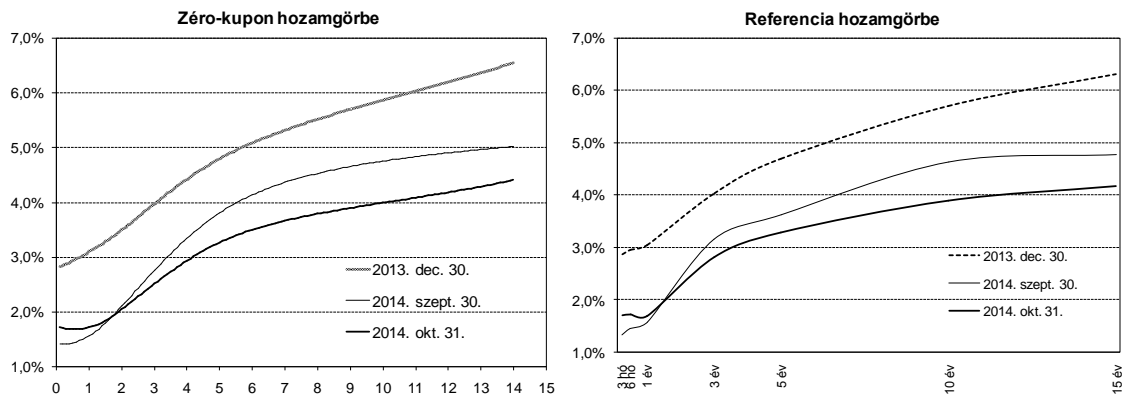 Zéro-kupon hozamgörbe
7,0%
6,0%
5,0%
4,0%
3,0%
2,0%
1,0%
0 1 2 3 4 5 6 7 8 9 10 11 12 13 14 15
2013. dec. 30.
2014. szept. 30.
2014. okt. 31.
Referencia hozamgörbe
7,0%
6,0%
5,0%
4,0%
3,0%
2,0%
1,0%
3 hó
6 hó
1 év
3 év
5 év
10 év
15 év
2013. dec. 30.
2014. szept. 30.
2014. okt. 31.